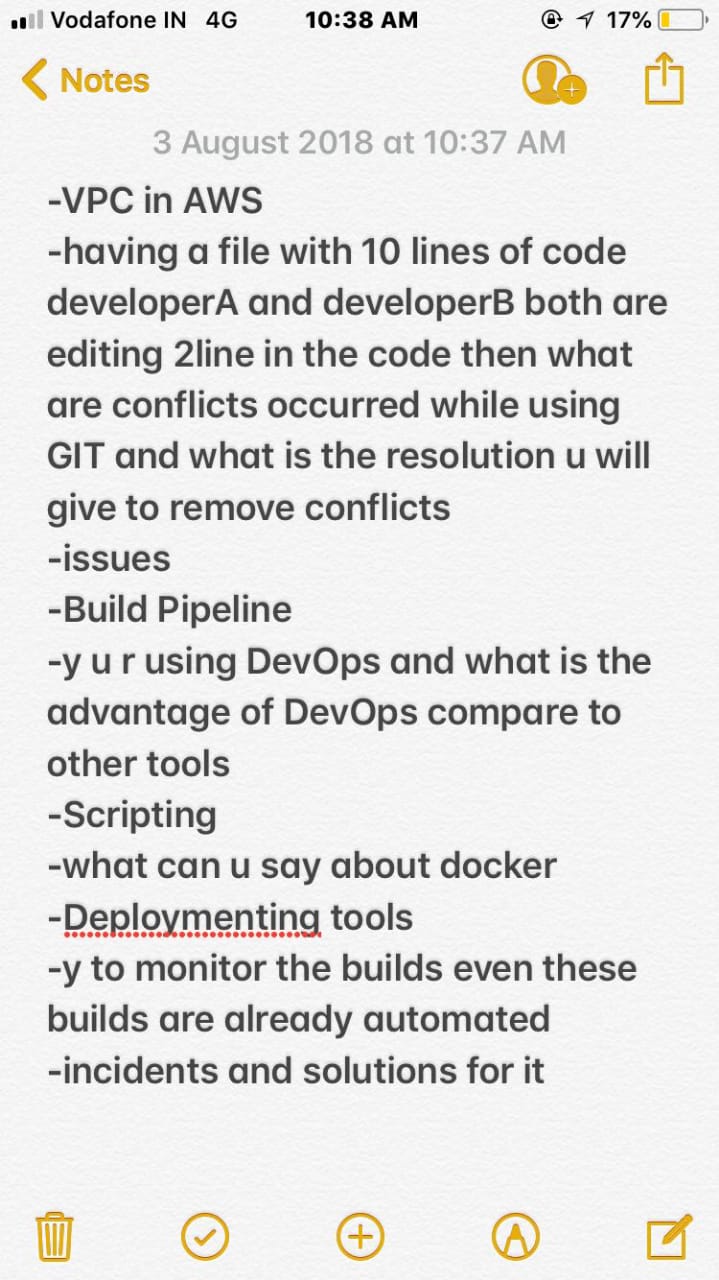 Vodafone IN 4G 10:38 AM 17%
Notes
3 August 2018 at 10:37 AM
-VPC in AWS
-having a file with 10 lines of code
developerA and developerB both are
editing 2line in the code then what
are conflicts occurred while using
GIT and what is the resolution u will
give to remove conflicts
-issues
-Build Pipeline
-y u r using DevOps and what is the
advantage of DevOps compare to
other tools
-Scripting
-what can u say about docker
-Deploymenting tools
-y to monitor the builds even these
builds are already automated
-incidents and solutions for it